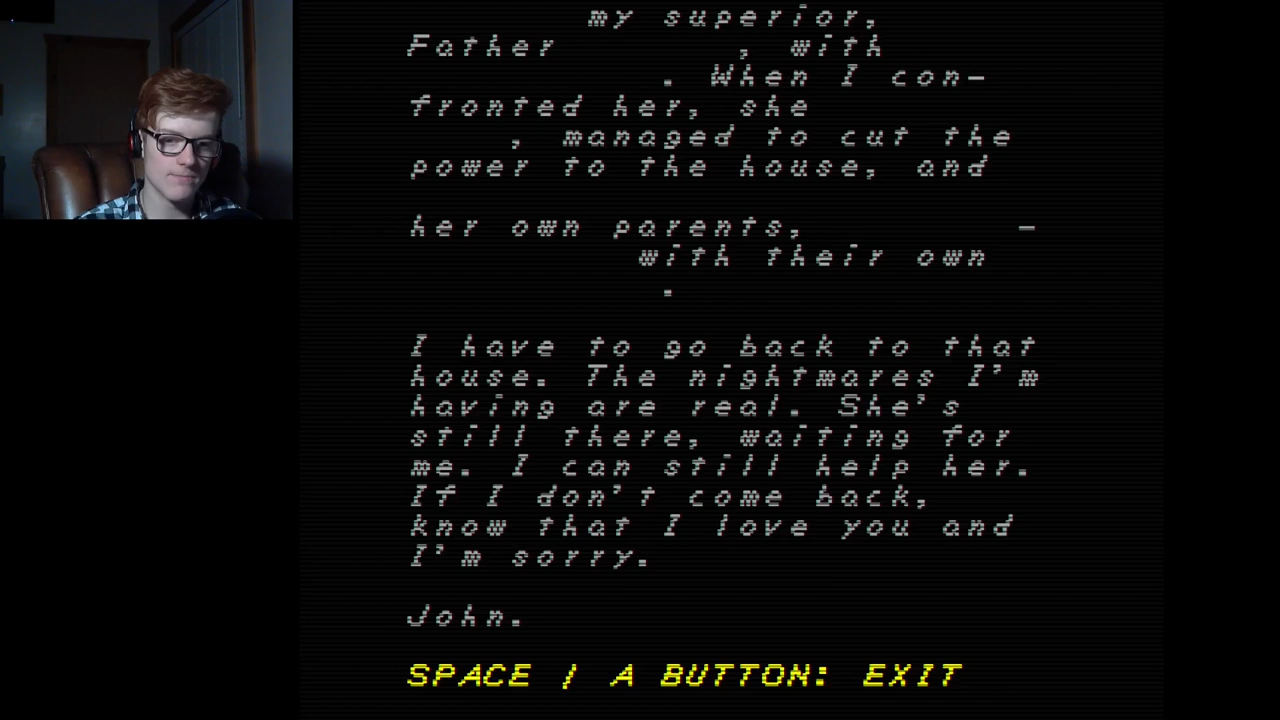 my superior,
Father , with
. When I con-
fronted her, she
, managed to cut the
power to the house, and
her own parents, -
with their own
.
I have to go back to that
house. The nightmares I'm
having are real. She's
still there, waiting for
me. I can still help her.
If I don't come back,
know that I love you and
I'm sorry.
John.
SPACE / A BUTTON: EXIT